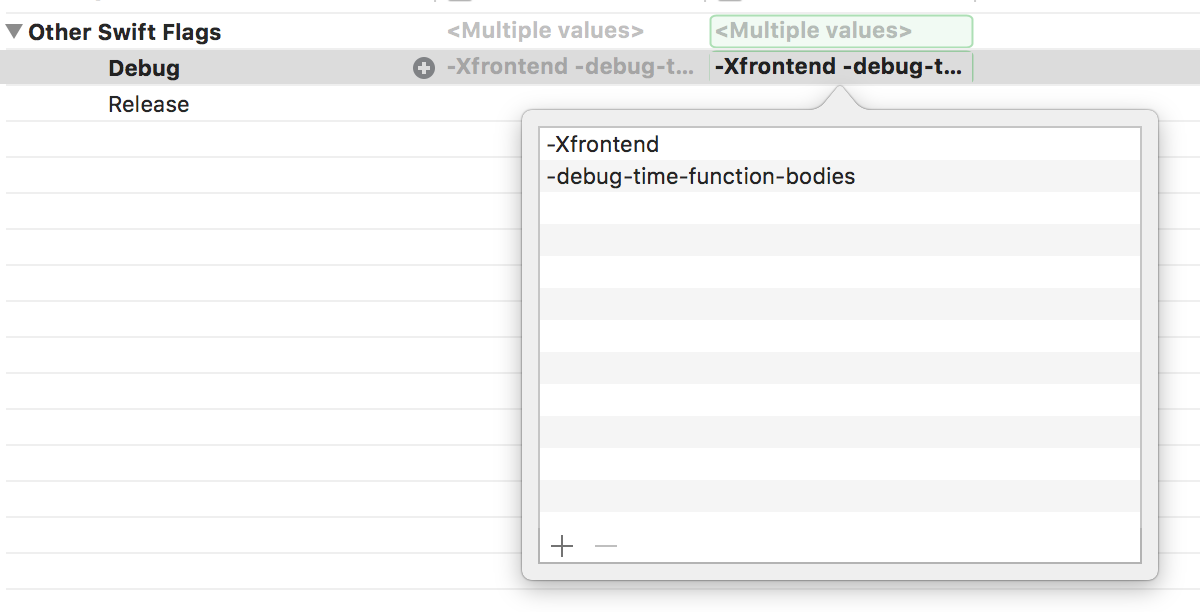 Other Swift Flags <Multiple values> <Multiple values>
Debug -Xfrontend -debug-t... -Xfrontend -debug-t...
Release
-Xfrontend
-debug-time-function-bodies